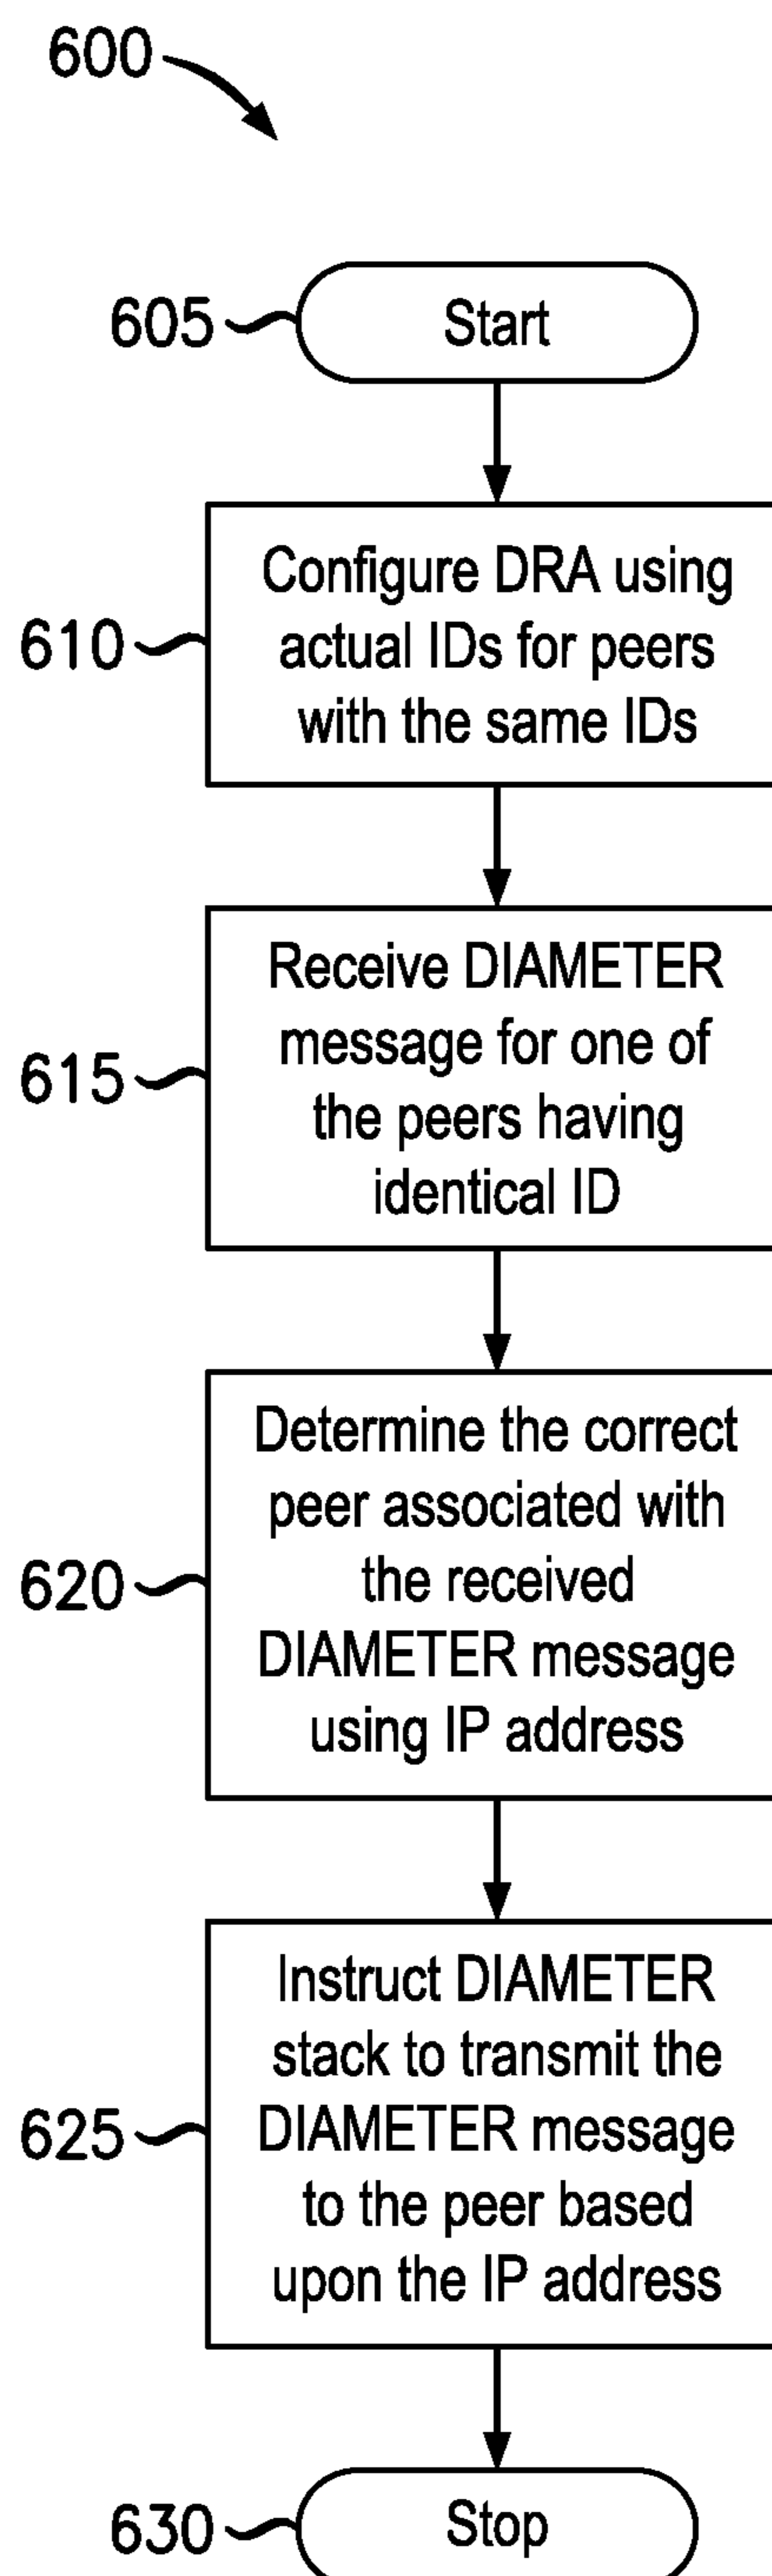 600
605
Start
610
Configure DRA using
actual IDs for peers
with the same IDs
615
Receive DIAMETER
message for one of
the peers having
identical ID
620
Determine the correct
peer associated with
the received
DIAMETER message
using IP address
625
Instruct DIAMETER
stack to transmit the
DIAMETER message
to the peer based
upon the IP address
630
Stop